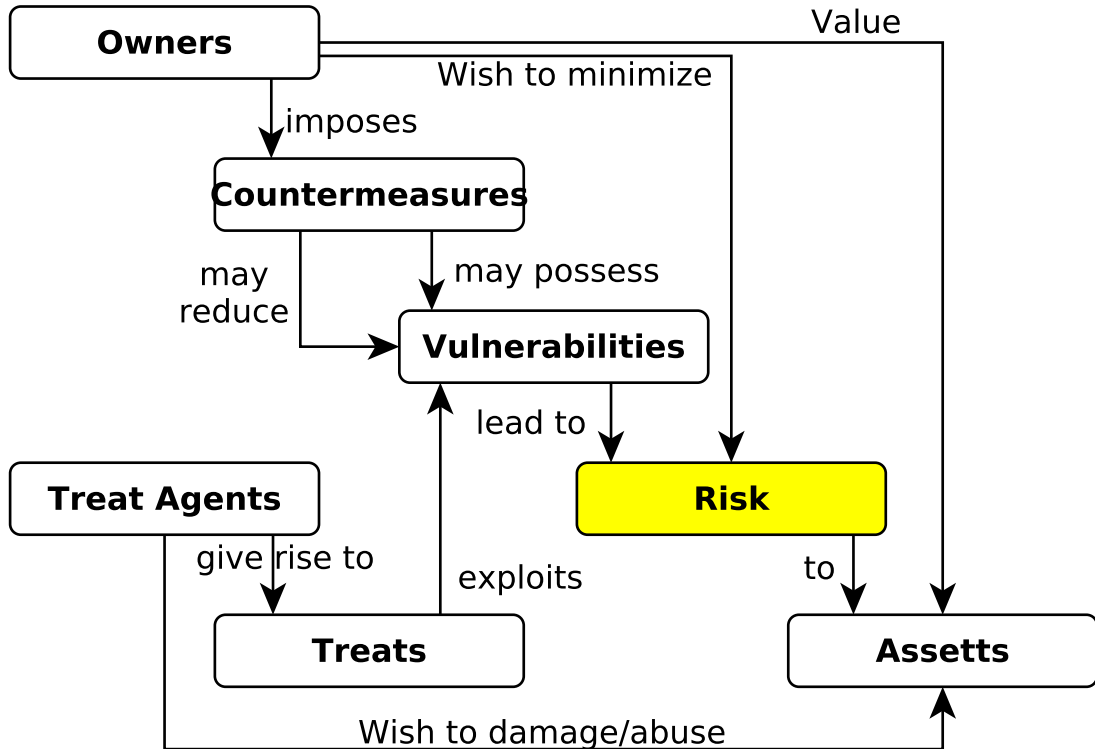 Value
Owners
Wish to minimize
imposes
Countermeasures
may
reduce
may possess
Vulnerabilities
lead to
Treat Agents
Risk
give rise to
exploits
to
Treats
Assetts
Wish to damage/abuse